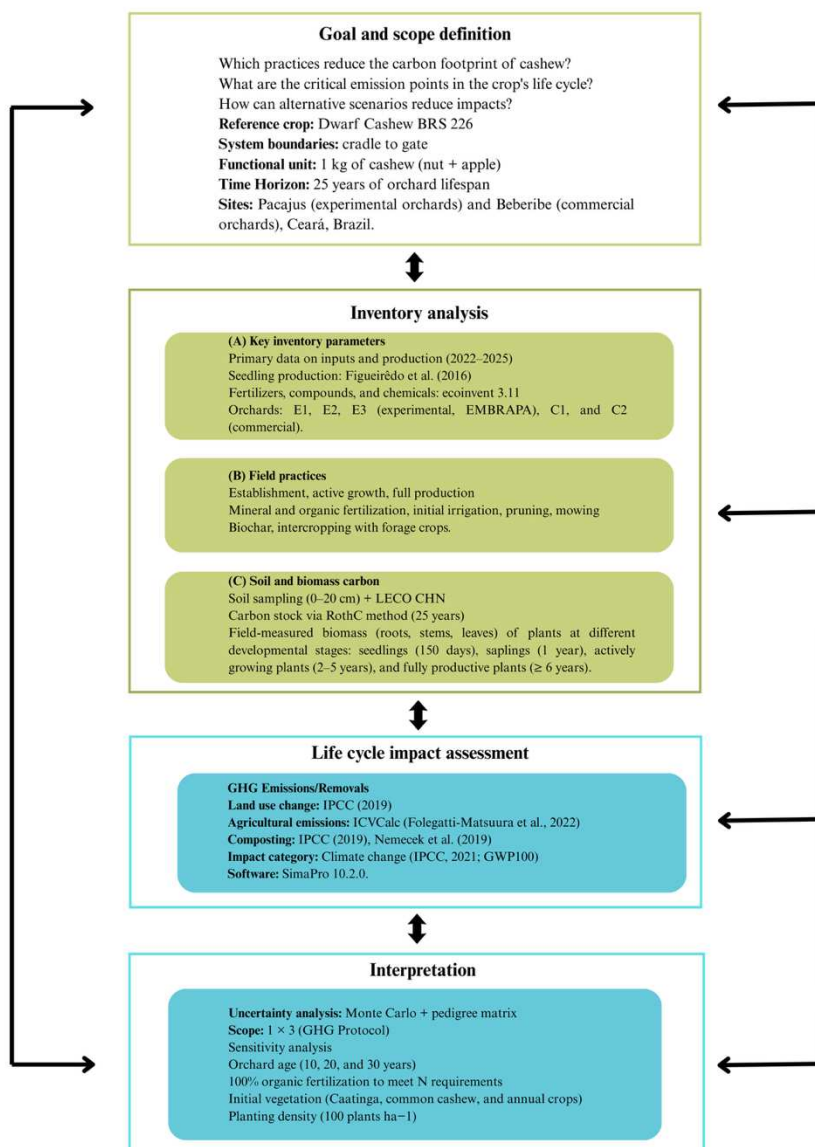 Goal and scope definition
Which practices reduce the carbon footprint of cashew?
What are the critical emission points in the crop's life cycle?
How can alternative scenarios reduce impacts?
Reference crop: Dwarf Cashew BRS 226
System boundaries: cradle to gate
Functional unit: 1 kg of cashew (nut + apple)
Time Horizon: 25 years of orchard lifespan
Sites: Pacajus (experimental orchards) and Beberibe (commercial
orchards), Ceará, Brazil.
Inventory analysis
(A) Key inventory parameters
Primary data on inputs and production (2022–2025)
Seedling production: Figueirêdo et al. (2016)
Fertilizers, compounds, and chemicals: ecoinvent 3.11
Orchards: E1, E2, E3 (experimental, EMBRAPA), C1, and C2
(commercial).
(B) Field practices
Establishment, active growth, full production
Mineral and organic fertilization, initial irrigation, pruning, mowing
Biochar, intercropping with forage crops.
(C) Soil and biomass carbon
Soil sampling (0–20 cm) + LECO CHN
Carbon stock via RothC method (25 years)
Field-measured biomass (roots, stems, leaves) of plants at different
developmental stages: seedlings (150 days), saplings (1 year), actively
growing plants (2–5 years), and fully productive plants (≥ 6 years).
Life cycle impact assessment
GHG Emissions/Removals
Land use change: IPCC (2019)
Agricultural emissions: ICVCalc (Folegatti-Matsuura et al., 2022)
Composting: IPCC (2019), Nemecek et al. (2019)
Impact category: Climate change (IPCC, 2021; GWP100)
Software: SimaPro 10.2.0.
Interpretation
Uncertainty analysis: Monte Carlo + pedigree matrix
Scope: 1 × 3 (GHG Protocol)
Sensitivity analysis
Orchard age (10, 20, and 30 years)
100% organic fertilization to meet N requirements
Initial vegetation (Caatinga, common cashew, and annual crops)
Planting density (100 plants ha−1)